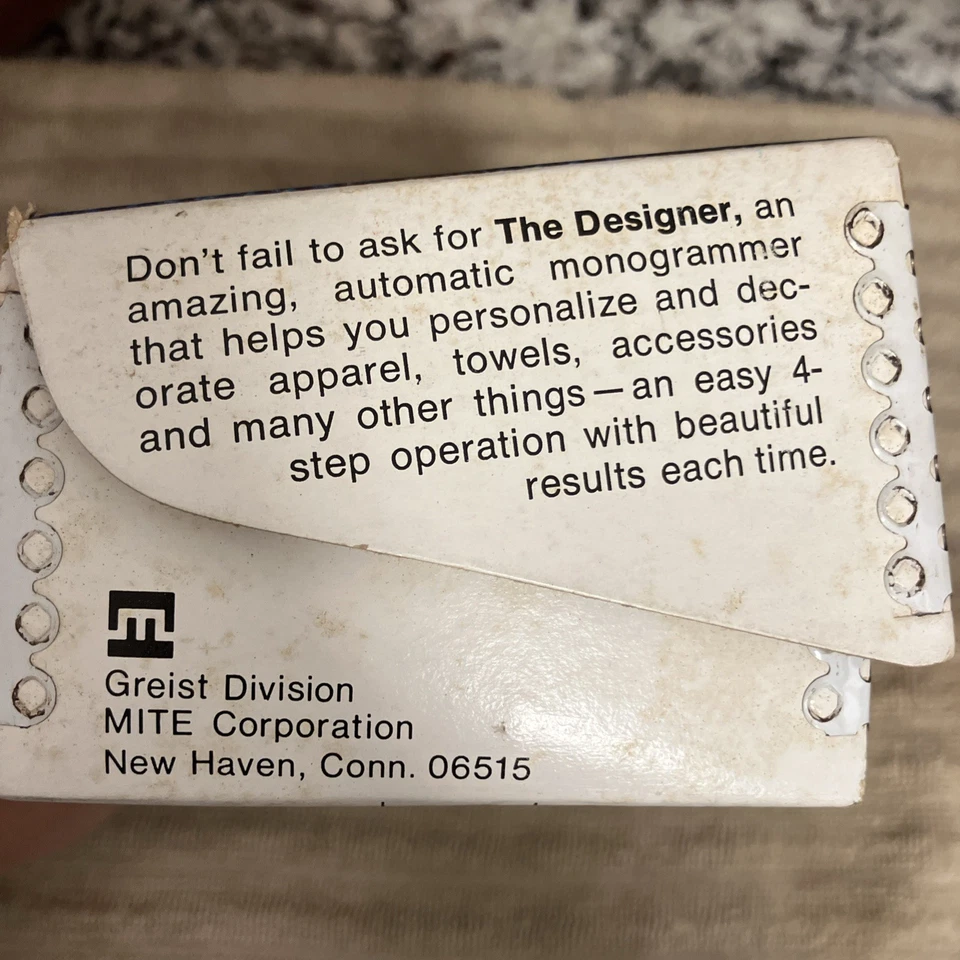 Don't fail to ask for The Designer, an
amazing, automatic monogrammer
that helps you personalize and dec-
orate apparel, towels, accessories
and many other things — an easy 4-
step operation with beautiful
results each time.
Greist Division
MITE Corporation
New Haven, Conn. 06515